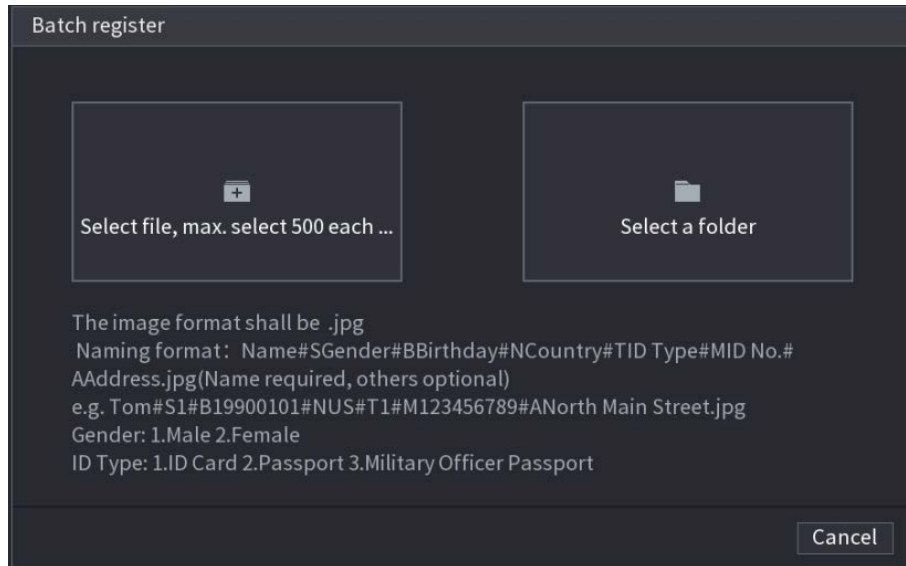 Batch register
Select file, max. select 500 each ...
Select a folder
The image format shall be .jpg
Naming format：Name#SGender#BBirthday#NCountry#TID Type#MID No.#
AAddress.jpg(Name required, others optional)
e.g. Tom#S1#B19900101#NUS#T1#M123456789#ANorth Main Street.jpg
Gender: 1.Male 2.Female
ID Type: 1.ID Card 2.Passport 3.Military Officer Passport
Cancel